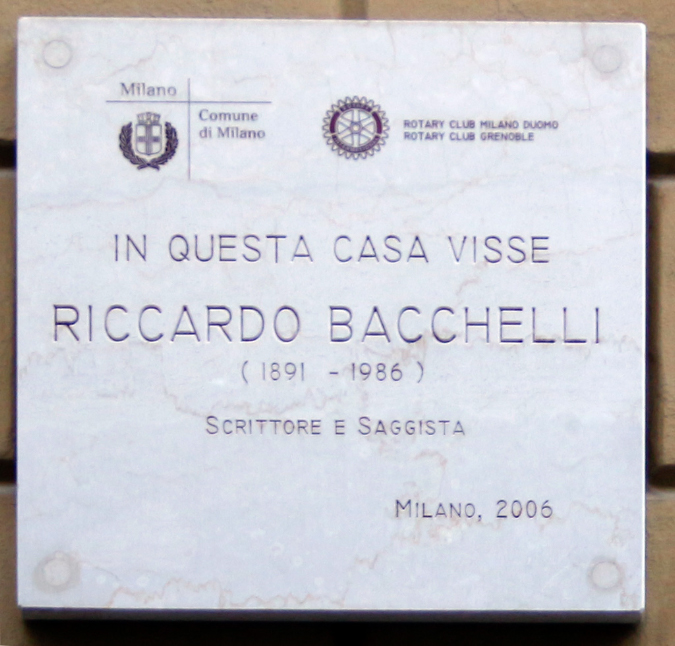 Milano
Comune
di Milano
ROTARY CLUB MILANO DUOMO
ROTARY CLUB GRENOBLE
IN QUESTA CASA VISSE
RICCARDO BACCHELLI
( 1891 - 1986 )
SCRITTORE E SAGGISTA
MILANO, 2006